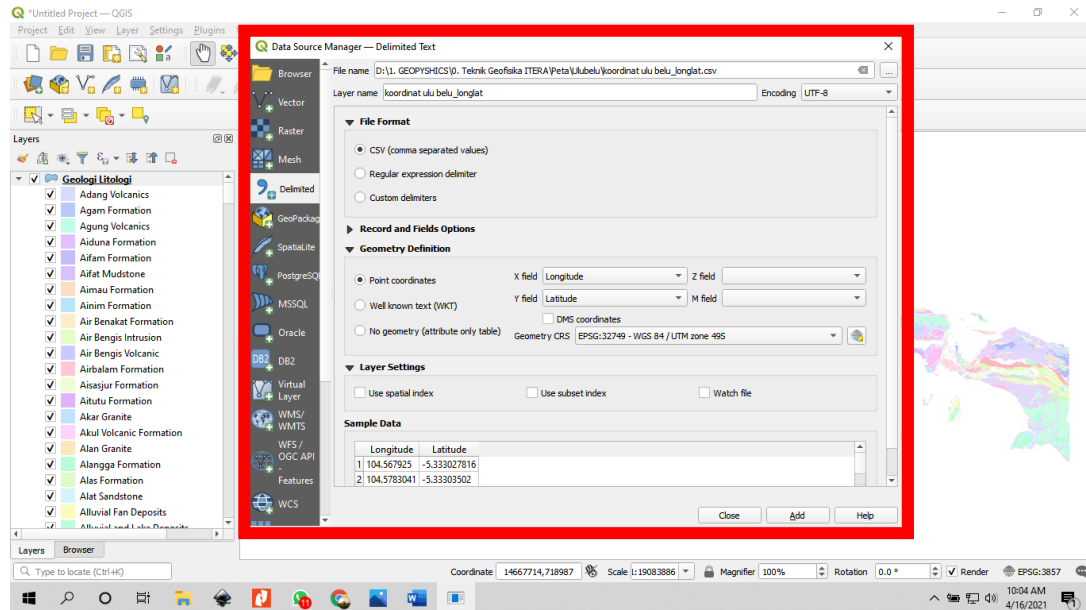 *Untitled Project — QGIS
Project Edit View Layer Settings Plugins
Layers
Geologi Litologi
Adang Volcanics
Agam Formation
Agung Volcanics
Aiduna Formation
Aifam Formation
Aifat Mudstone
Aimau Formation
Ainim Formation
Air Benakat Formation
Air Bengis Intrusion
Air Bengis Volcanic
Airbalam Formation
Aisasjur Formation
Aitutu Formation
Akar Granite
Akul Volcanic Formation
Alan Granite
Alangga Formation
Alas Formation
Alat Sandstone
Alluvial Fan Deposits
Alluvial and Lake Deposits
Layers Browser
Data Source Manager — Delimited Text
Browser
Vector
Raster
Mesh
Delimited
GeoPackag
SpatiaLite
PostgreSQ
MSSQL
Oracle
DB2 DB2
Virtual
Layer
WMS/
WMTS
WFS /
OGC API
-
Features
WCS
File name D:\1. GEOPYSHICS\0. Teknik Geofisika ITERA\Peta\Ulubelu\koordinat ulu belu_longlat.csv ...
Layer name koordinat ulu belu_longlat Encoding UTF-8
File Format
CSV (comma separated values)
Regular expression delimiter
Custom delimiters
Record and Fields Options
Geometry Definition
Point coordinates X field Longitude Z field
Well known text (WKT) Y field Latitude M field
DMS coordinates
No geometry (attribute only table) Geometry CRS EPSG:32749 - WGS 84 / UTM zone 49S
Layer Settings
Use spatial index Use subset index Watch file
Sample Data
Longitude Latitude
1 104.567925 -5.333027816
2 104.5783041 -5.33303502
Close Add Help
Type to locate (Ctrl+K) Coordinate 14667714,718987 Scale 1:19083886 Magnifier 100% Rotation 0.0 ° Render EPSG:3857
11
10:04 AM
4/16/2021